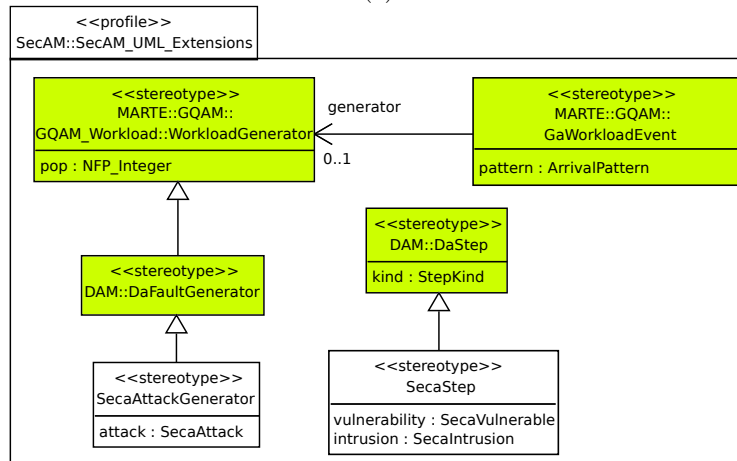 <<profile>>
SecAM::SecAM_UML_Extensions
<<stereotype>>
MARTE::GQAM::
GQAM_Workload::WorkloadGenerator
pop : NFP_Integer
generator
0..1
<<stereotype>>
MARTE::GQAM::
GaWorkloadEvent
pattern : ArrivalPattern
<<stereotype>>
DAM::DaStep
kind : StepKind
<<stereotype>>
DAM::DaFaultGenerator
<<stereotype>>
SecaAttackGenerator
attack : SecaAttack
<<stereotype>>
SecaStep
vulnerability : SecaVulnerable
intrusion : SecaIntrusion